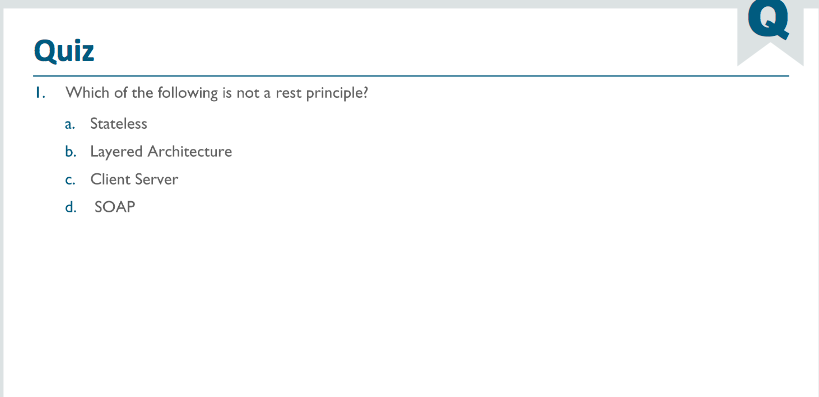 Q
Quiz
1. Which of the following is not a rest principle?
a. Stateless
b. Layered Architecture
c. Client Server
d. SOAP